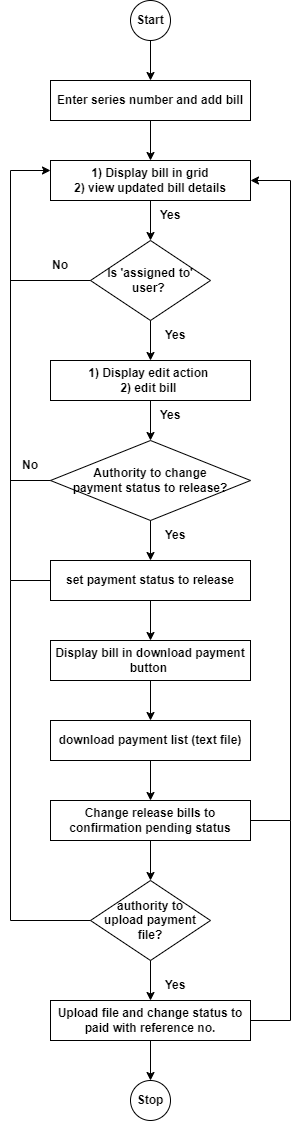 Start
Enter series number and add bill
1) Display bill in grid
2) view updated bill details
Yes
No
Is 'assigned to'
user?
Yes
1) Display edit action
2) edit bill
Yes
No
Authority to change
payment status to release?
Yes
set payment status to release
Display bill in download payment
button
download payment list (text file)
Change release bills to
confirmation pending status
authority to
upload payment
file?
Yes
Upload file and change status to
paid with reference no.
Stop